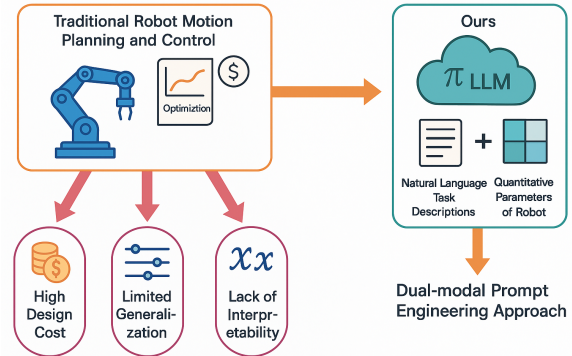 Traditional Robot Motion
Planning and Control
$
Optimiztion
Ours
π LLM
+
Natural Language
Task
Descriptions
Quantitative
Parameters
of Robot
$
High
Design
Cost
Limited
Generali-
zation
xx
Lack of
Interpr-
etability
Dual-modal Prompt
Engineering Approach